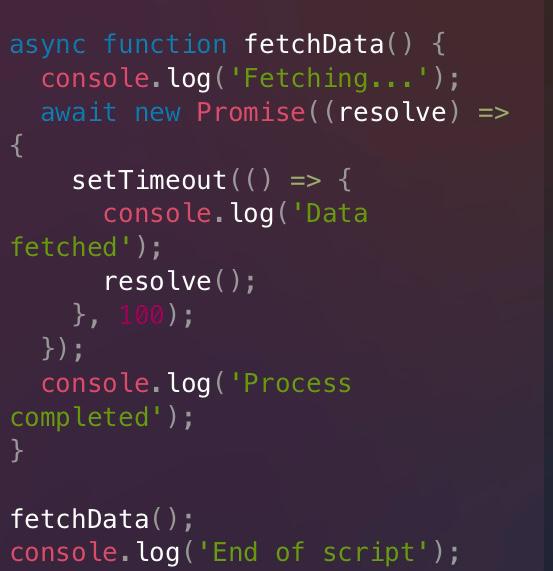 async function fetchData() {
  console.log('Fetching...');
  await new Promise((resolve) =>
{
    setTimeout(() => {
      console.log('Data
fetched');
      resolve();
    }, 100);
  });
  console.log('Process
completed');
}

fetchData();
console.log('End of script');